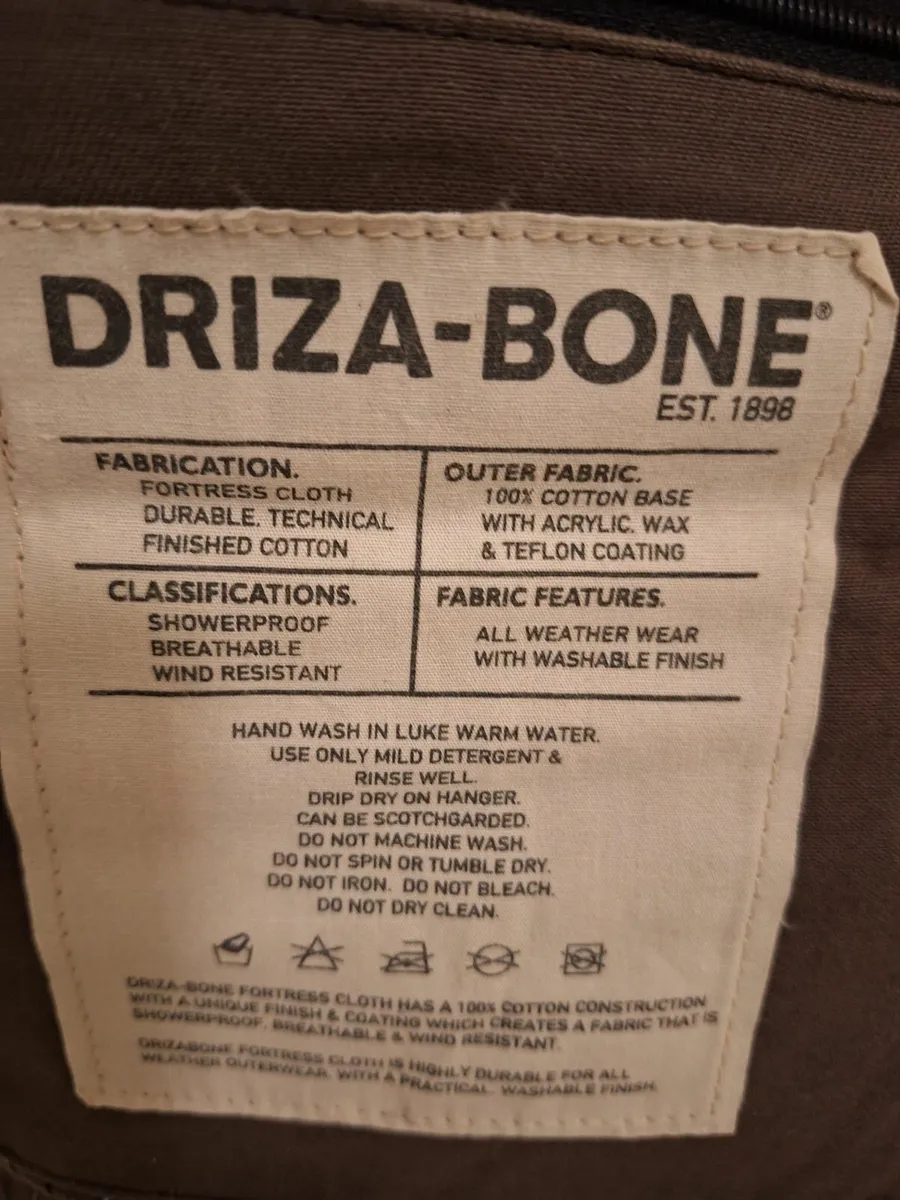 DRIZA-BONE®
EST. 1898
FABRICATION.
FORTRESS CLOTH
DURABLE. TECHNICAL
FINISHED COTTON
OUTER FABRIC.
100% COTTON BASE
WITH ACRYLIC. WAX
& TEFLON COATING
CLASSIFICATIONS.
SHOWERPROOF
BREATHABLE
WIND RESISTANT
FABRIC FEATURES.
ALL WEATHER WEAR
WITH WASHABLE FINISH
HAND WASH IN LUKE WARM WATER.
USE ONLY MILD DETERGENT &
RINSE WELL.
DRIP DRY ON HANGER.
CAN BE SCOTCHGARDED.
DO NOT MACHINE WASH.
DO NOT SPIN OR TUMBLE DRY.
DO NOT IRON. DO NOT BLEACH.
DO NOT DRY CLEAN.
DRIZA-BONE FORTRESS CLOTH HAS A 100% COTTON CONSTRUCTION
WITH A UNIQUE FINISH & COATING WHICH CREATES A FABRIC THAT IS
SHOWERPROOF. BREATHABLE & WIND RESISTANT.
DRIZABONE FORTRESS CLOTH IS HIGHLY DURABLE FOR ALL
WEATHER OUTERWEAR. WITH A PRACTICAL. WASHABLE FINISH.